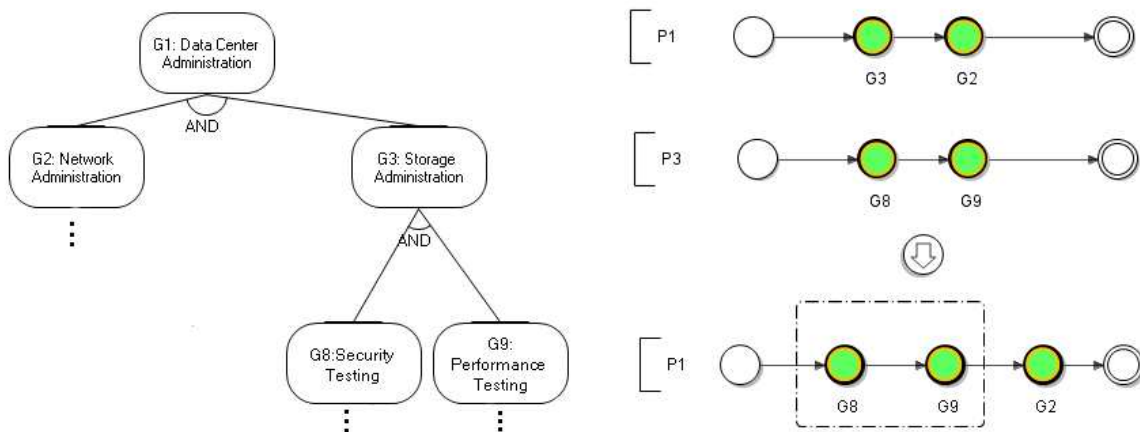 G1: Data Center
Administration
AND
G2: Network
Administration
G3: Storage
Administration
AND
G8:Security
Testing
G9:
Performance
Testing
P1
G3 G2
P3
G8 G9
P1
G8 G9 G2